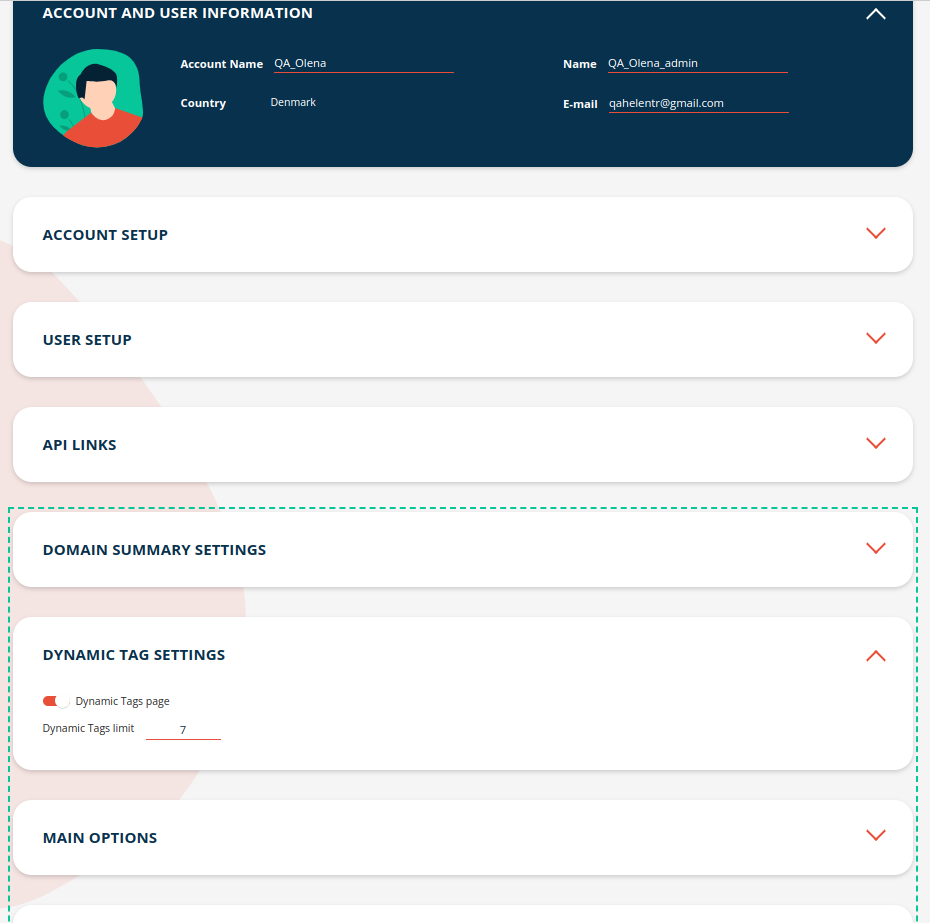 ACCOUNT AND USER INFORMATION
Account Name QA_Olena Name QA_Olena_admin
Country Denmark E-mail qahelentr@gmail.com
ACCOUNT SETUP
USER SETUP
API LINKS
DOMAIN SUMMARY SETTINGS
DYNAMIC TAG SETTINGS
Dynamic Tags page
Dynamic Tags limit 7
MAIN OPTIONS